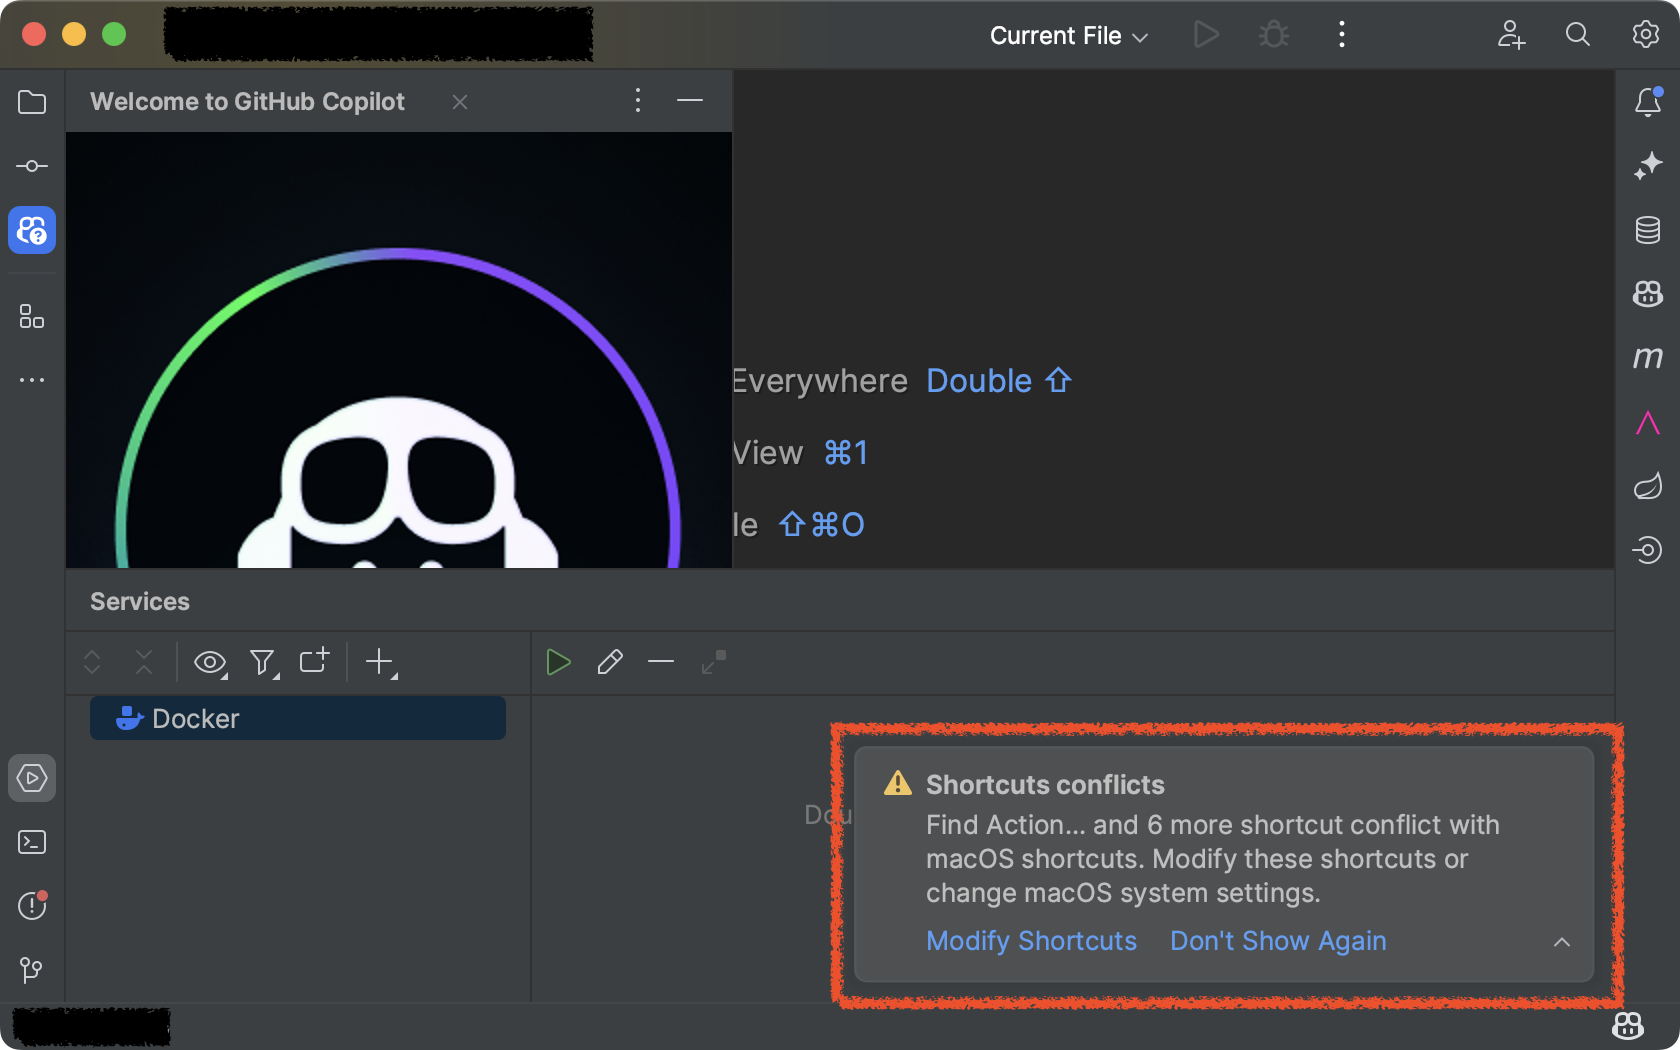 Current File
Welcome to GitHub Copilot
Everywhere Double ⇧
View ⌘1
le ⇧⌘O
Services
Docker
Dou
Shortcuts conflicts
Find Action... and 6 more shortcut conflict with
macOS shortcuts. Modify these shortcuts or
change macOS system settings.
Modify Shortcuts Don't Show Again
m